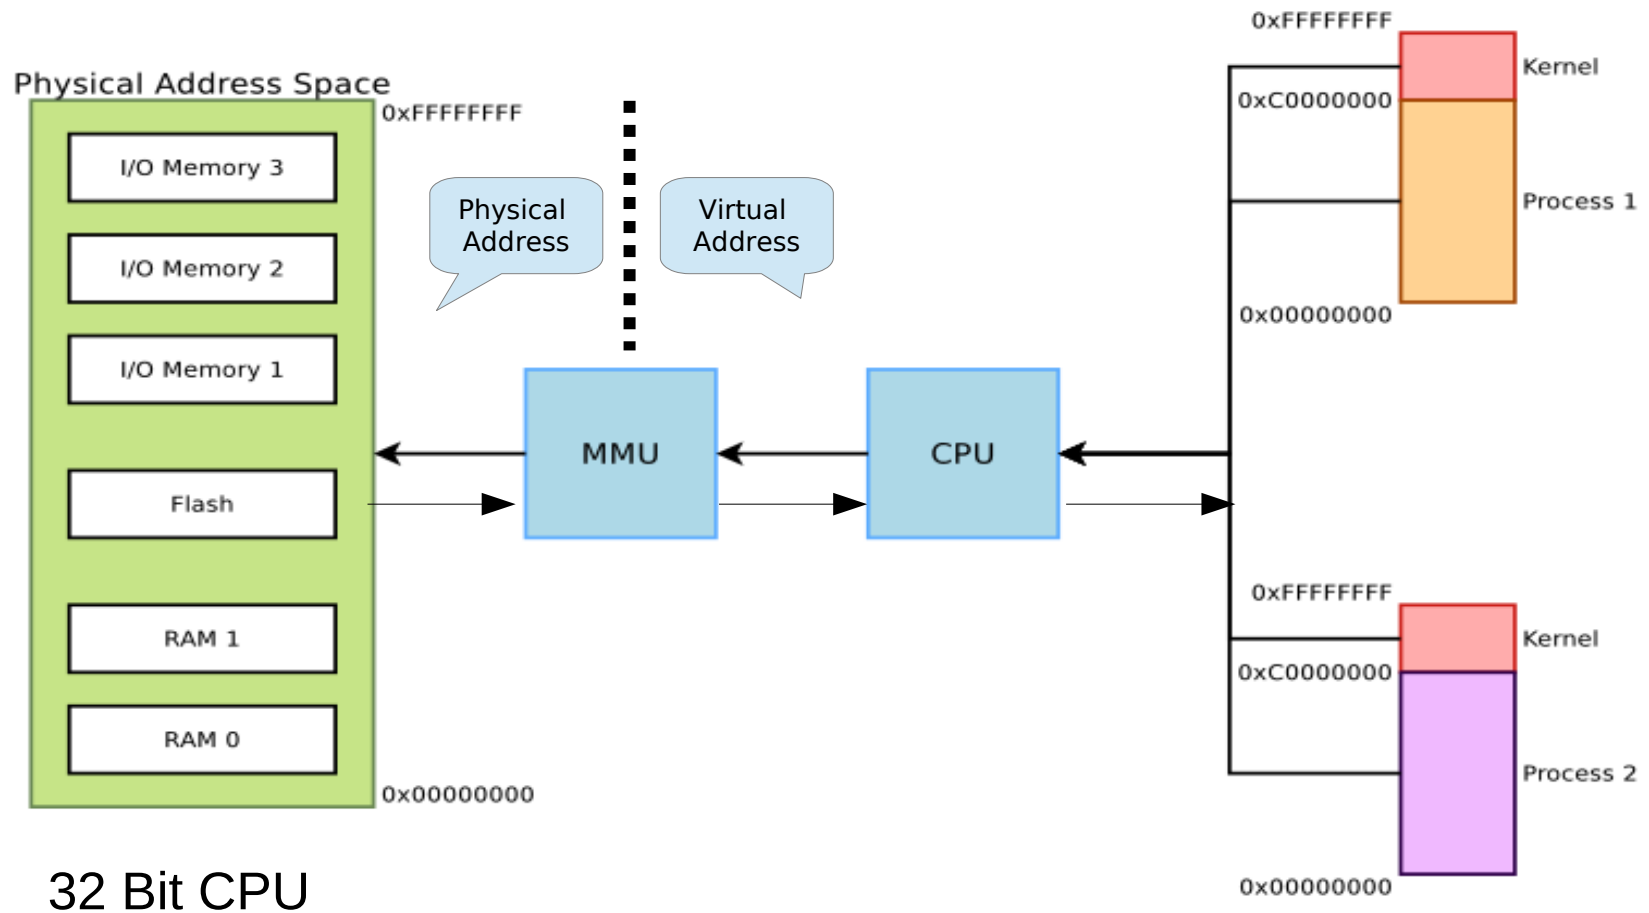 Physical Address Space
0xFFFFFFFF
I/O Memory 3
I/O Memory 2
I/O Memory 1
Flash
RAM 1
RAM 0
0x00000000
32 Bit CPU
Physical
Address
Virtual
Address
MMU
CPU
0xFFFFFFFF
Kernel
0xC0000000
Process 1
0x00000000
0xFFFFFFFF
Kernel
0xC0000000
Process 2
0x00000000